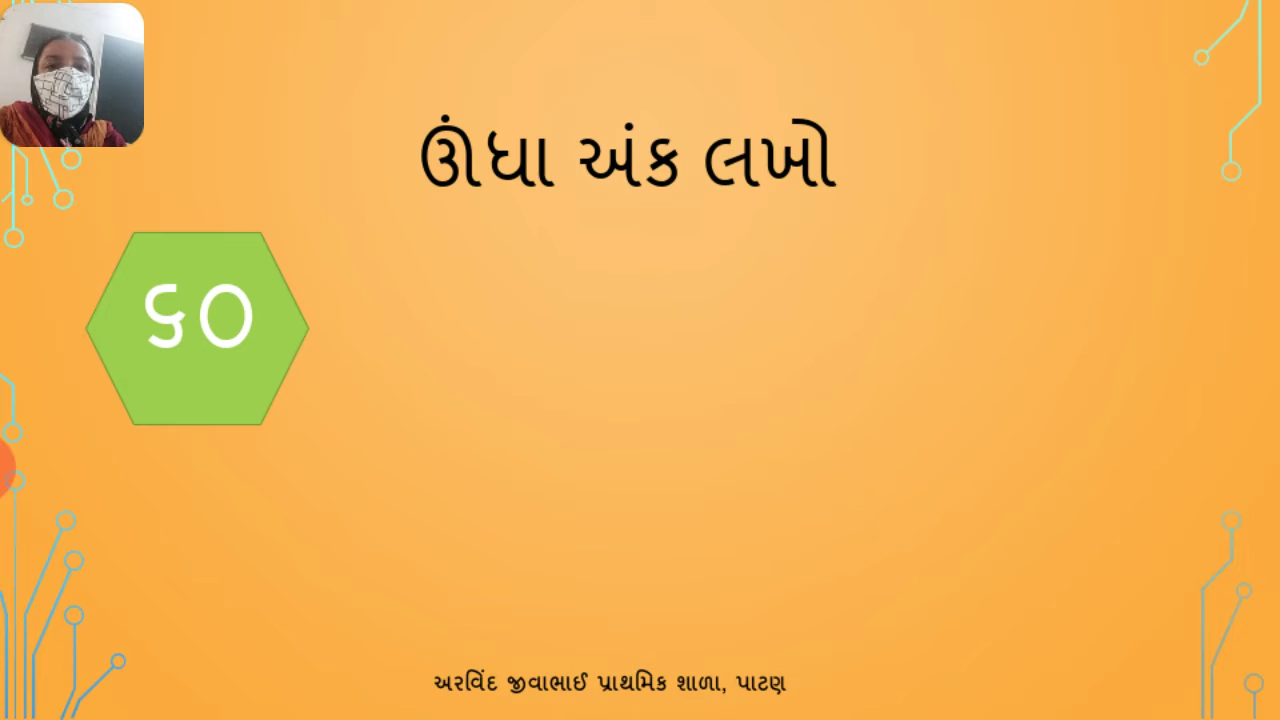 ઊંધા અંક લખો
૬૦
અરવિંદ જીવાભાઈ પ્રાથમિક શાળા, પાટણ